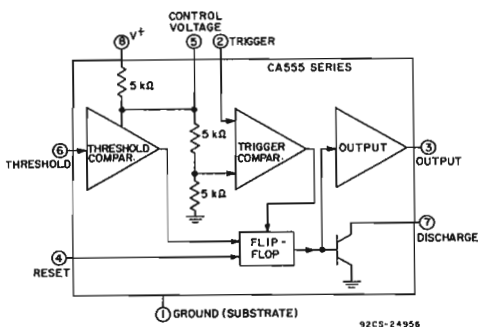 CONTROL
VOLTAGE
8 V+
5
2 TRIGGER
CA555 SERIES
5 kΩ
5 kΩ
5 kΩ
6
THRESHOLD
THRESHOLD
COMPAR.
TRIGGER
COMPAR.
OUTPUT
3
OUTPUT
7
DISCHARGE
4
RESET
FLIP-
FLOP
1 GROUND (SUBSTRATE)
92CS-24956